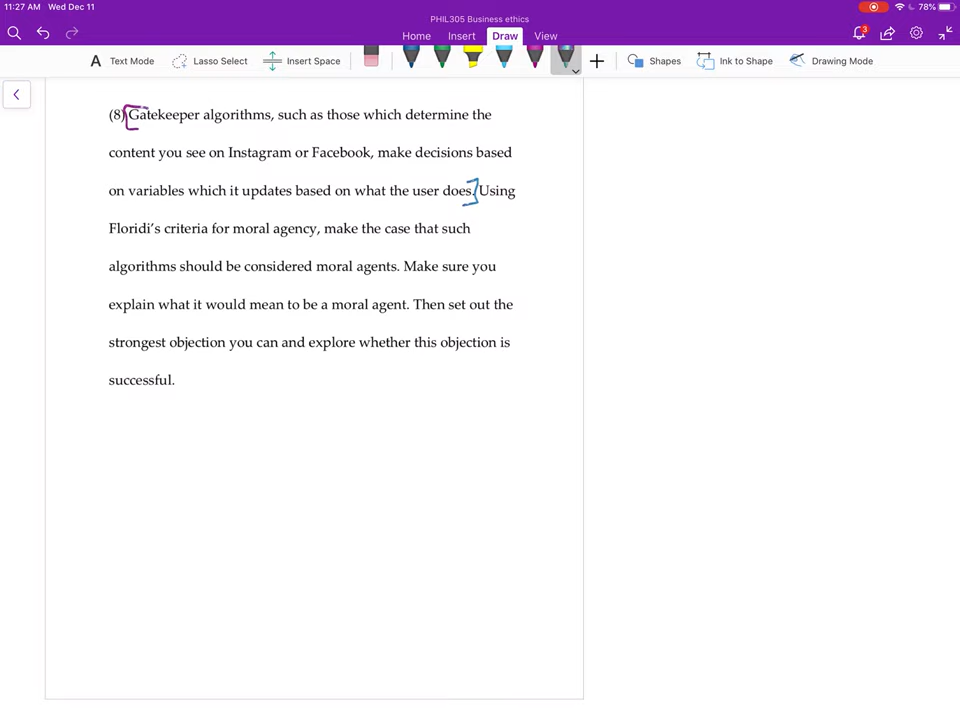 11:27 AM Wed Dec 11
78%
PHIL305 Business ethics
Home Insert Draw View
3
A Text Mode Lasso Select Insert Space Shapes Ink to Shape Drawing Mode
(8) [Gatekeeper algorithms, such as those which determine the
content you see on Instagram or Facebook, make decisions based
on variables which it updates based on what the user does.] Using
Floridi's criteria for moral agency, make the case that such
algorithms should be considered moral agents. Make sure you
explain what it would mean to be a moral agent. Then set out the
strongest objection you can and explore whether this objection is
successful.